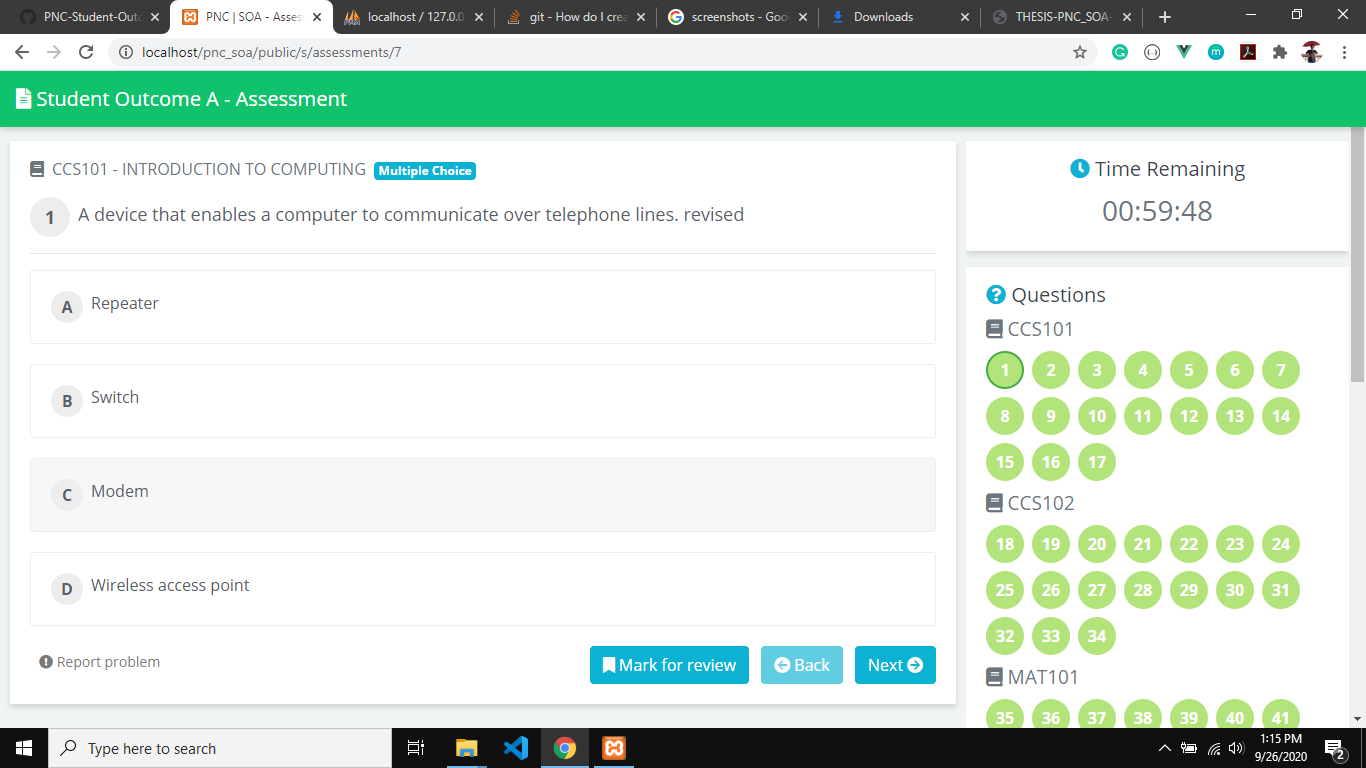 PNC-Student-Outc
PNC | SOA - Asses
localhost / 127.0.0.
git - How do I crea
screenshots - Goo
Downloads
THESIS-PNC_SOA-
localhost/pnc_soa/public/s/assessments/7
Student Outcome A - Assessment
CCS101 - INTRODUCTION TO COMPUTING Multiple Choice
1 A device that enables a computer to communicate over telephone lines. revised
A Repeater
B Switch
C Modem
D Wireless access point
Report problem
Mark for review
Back
Next
Time Remaining
00:59:48
Questions
CCS101
1 2 3 4 5 6 7
8 9 10 11 12 13 14
15 16 17
CCS102
18 19 20 21 22 23 24
25 26 27 28 29 30 31
32 33 34
MAT101
35 36 37 38 39 40 41
Type here to search
1:15 PM
9/26/2020
2